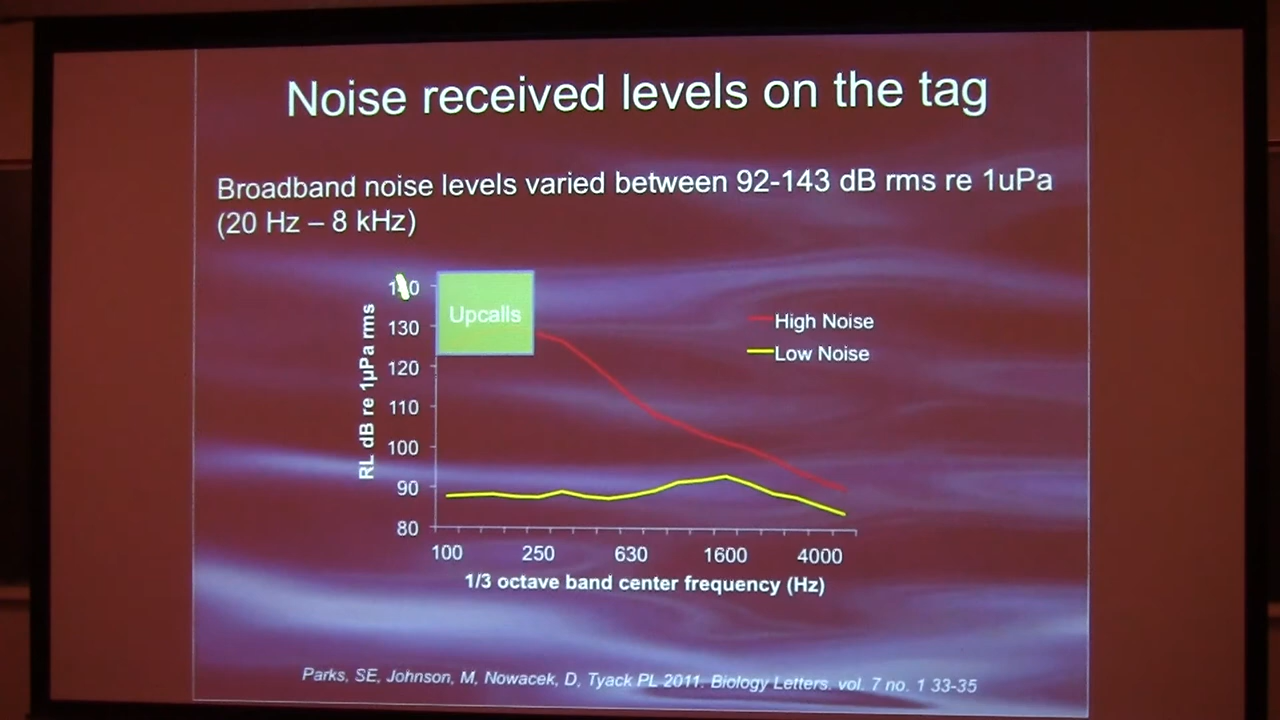 Noise received levels on the tag
Broadband noise levels varied between 92-143 dB rms re 1uPa
(20 Hz – 8 kHz)
140
Upcalls
130
120
110
100
90
80
RL dB re 1µPa rms
High Noise
Low Noise
100 250 630 1600 4000
1/3 octave band center frequency (Hz)
Parks, SE, Johnson, M, Nowacek, D, Tyack PL 2011. Biology Letters. vol. 7 no. 1 33-35